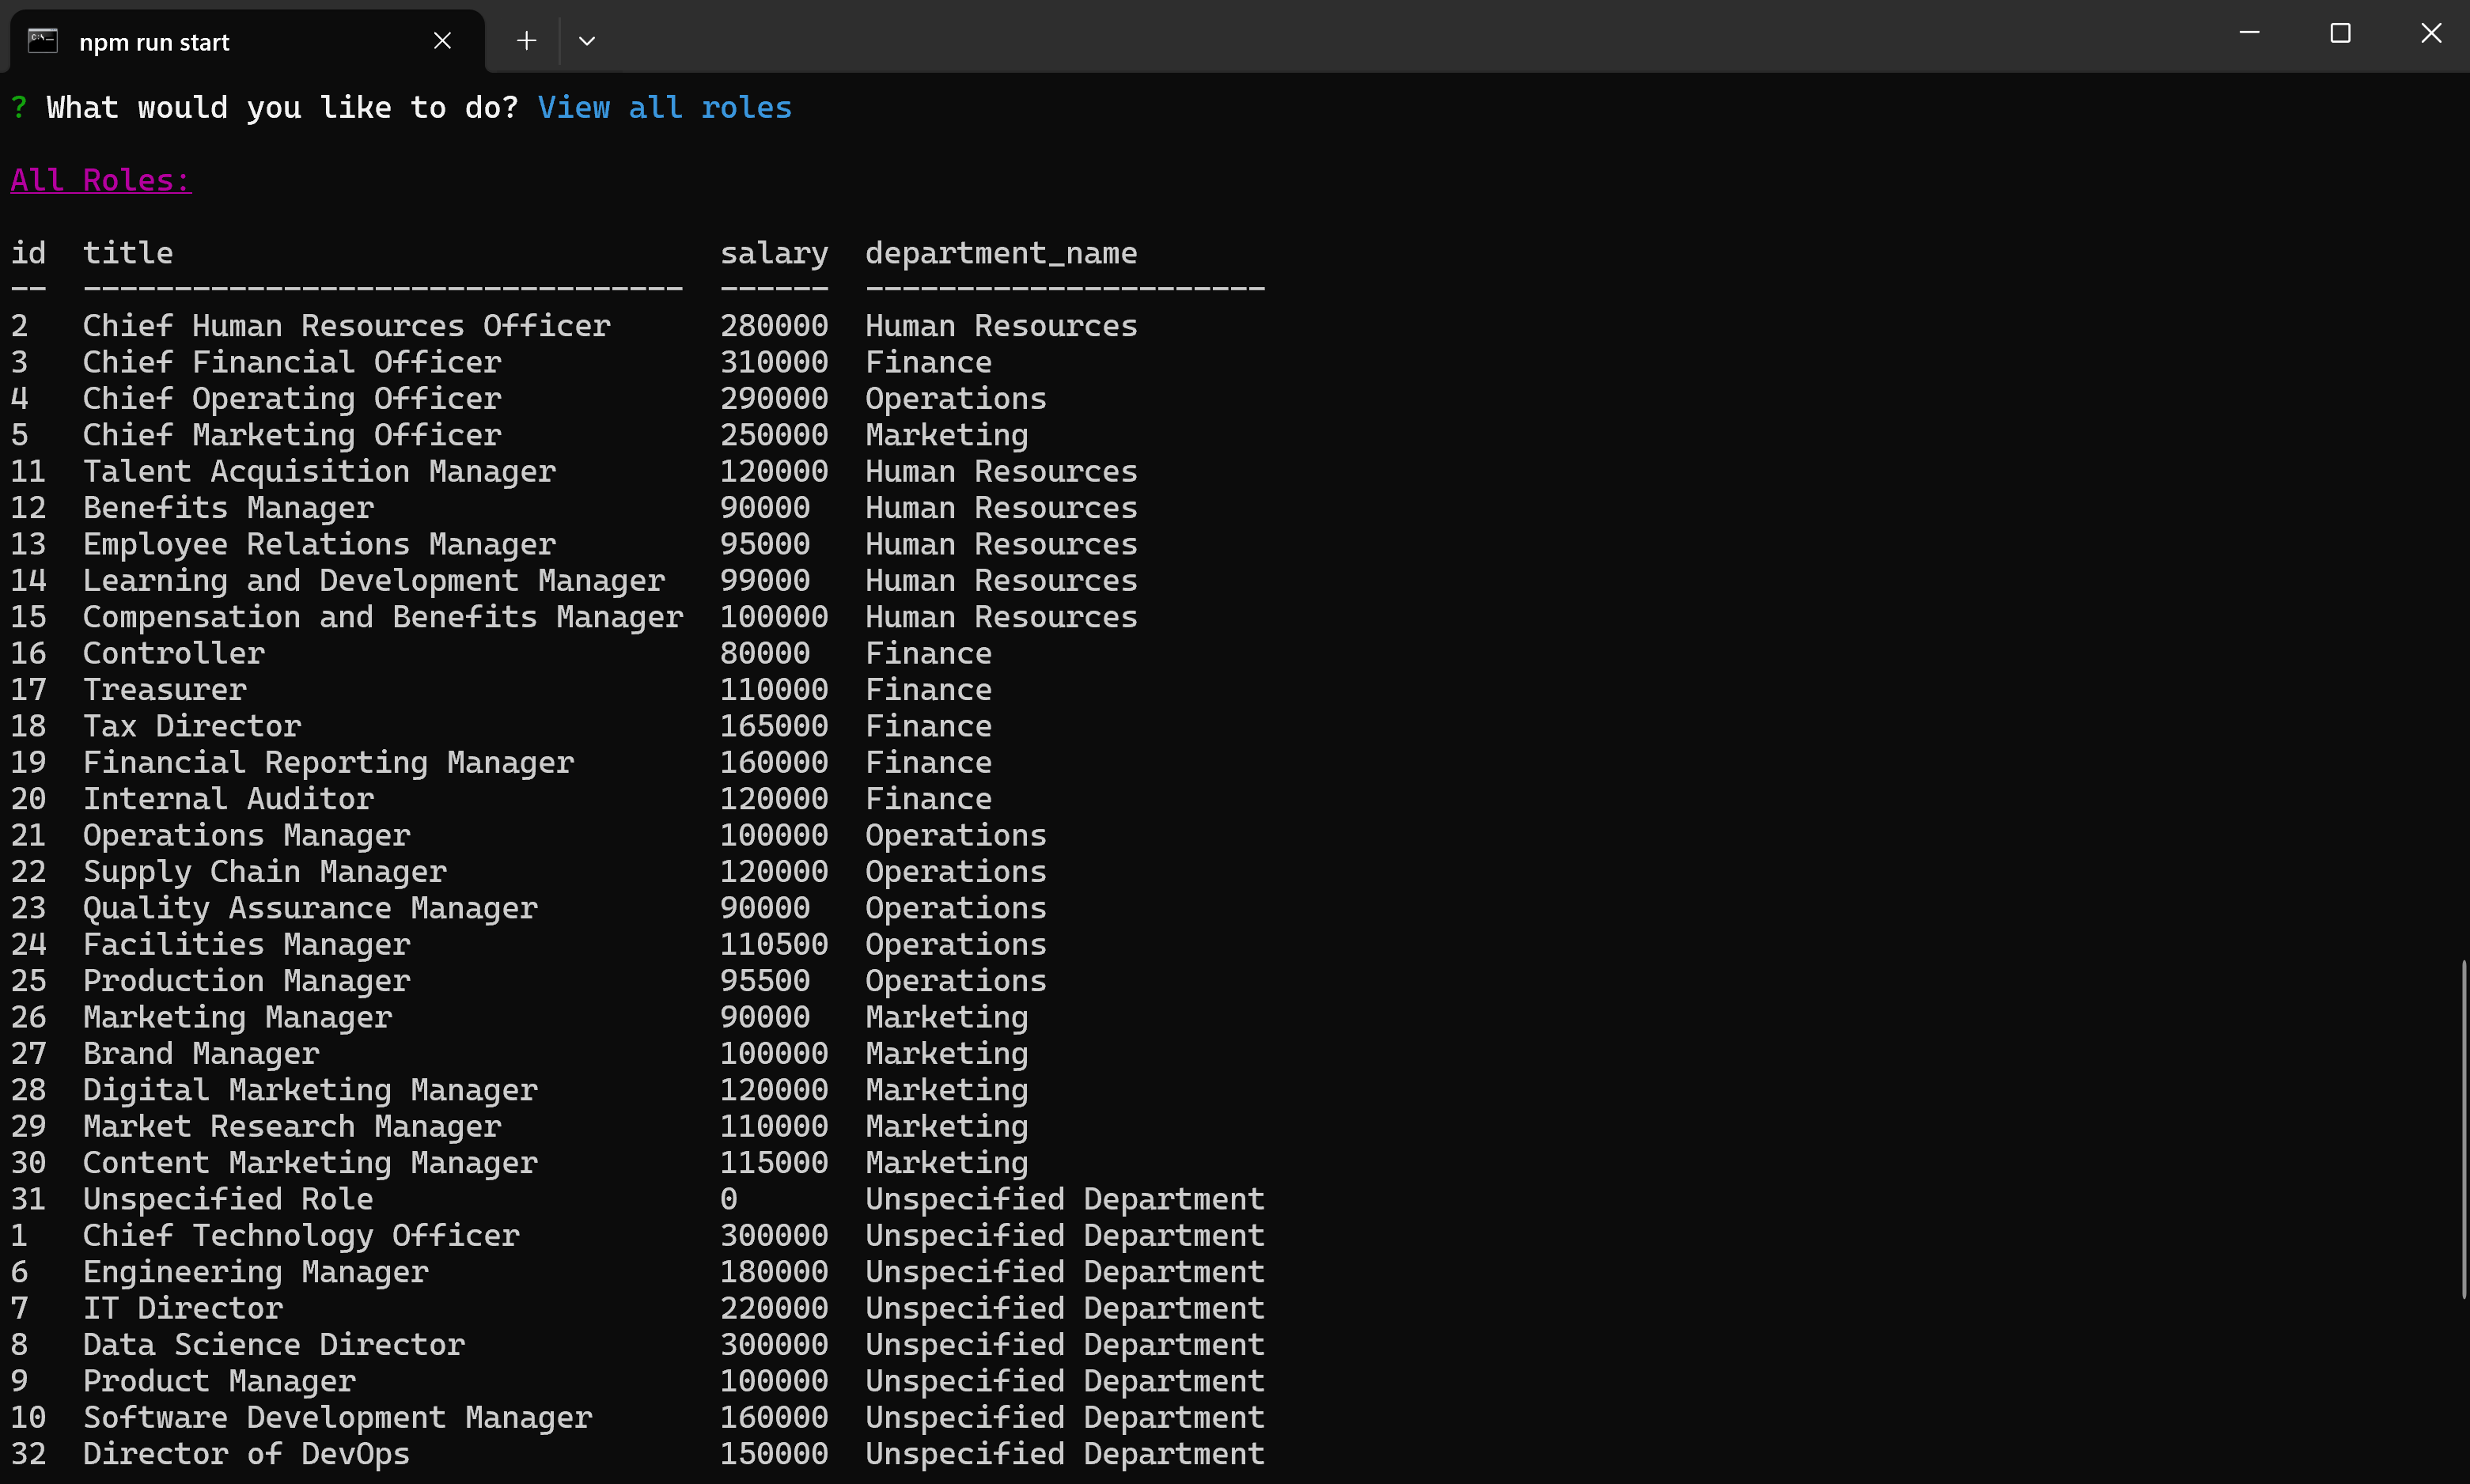 npm run start
? What would you like to do? View all roles
All Roles:
id  title                              salary  department_name
--  ---------------------------------  ------  ----------------------
2   Chief Human Resources Officer      280000  Human Resources
3   Chief Financial Officer            310000  Finance
4   Chief Operating Officer            290000  Operations
5   Chief Marketing Officer            250000  Marketing
11  Talent Acquisition Manager         120000  Human Resources
12  Benefits Manager                   90000   Human Resources
13  Employee Relations Manager         95000   Human Resources
14  Learning and Development Manager   99000   Human Resources
15  Compensation and Benefits Manager  100000  Human Resources
16  Controller                         80000   Finance
17  Treasurer                          110000  Finance
18  Tax Director                       165000  Finance
19  Financial Reporting Manager        160000  Finance
20  Internal Auditor                   120000  Finance
21  Operations Manager                 100000  Operations
22  Supply Chain Manager               120000  Operations
23  Quality Assurance Manager          90000   Operations
24  Facilities Manager                 110500  Operations
25  Production Manager                 95500   Operations
26  Marketing Manager                  90000   Marketing
27  Brand Manager                      100000  Marketing
28  Digital Marketing Manager          120000  Marketing
29  Market Research Manager            110000  Marketing
30  Content Marketing Manager          115000  Marketing
31  Unspecified Role                   0       Unspecified Department
1   Chief Technology Officer           300000  Unspecified Department
6   Engineering Manager                180000  Unspecified Department
7   IT Director                        220000  Unspecified Department
8   Data Science Director              300000  Unspecified Department
9   Product Manager                    100000  Unspecified Department
10  Software Development Manager       160000  Unspecified Department
32  Director of DevOps                 150000  Unspecified Department